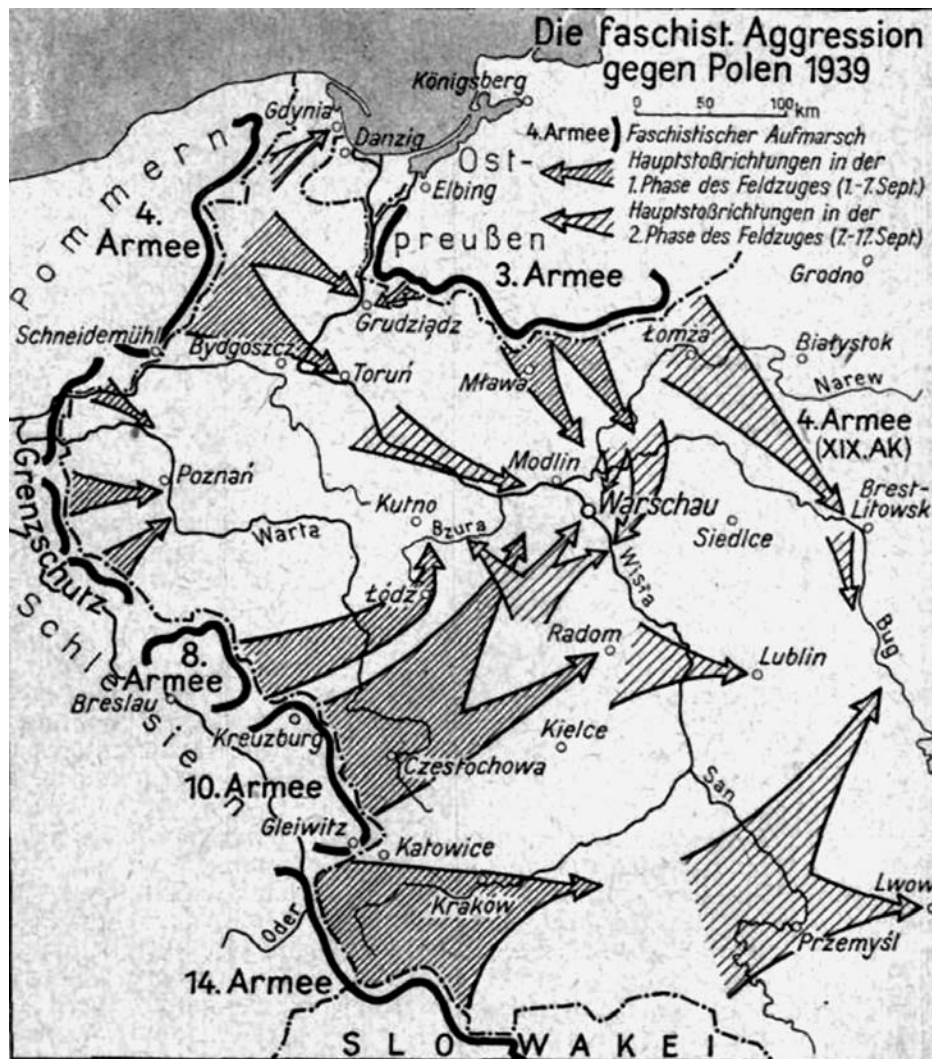 Die faschist. Aggression
gegen Polen 1939
0 50 100 km
4. Armee Faschistischer Aufmarsch
Hauptstoßrichtungen in der
1. Phase des Feldzuges (1.-7. Sept.)
Hauptstoßrichtungen in der
2. Phase des Feldzuges (7.-17. Sept.)
Königsberg
Gdynia
Danzig
Ost-
preußen
Elbing
Pommern
4.
Armee
3. Armee
Grodno
Schneidemühl
Bydgoszcz
Grudziądz
Toruń
Mława
Łomża
Białystok
Narew
4. Armee
(XIX. AK)
Grenzschutz
Poznań
Modlin
Warschau
Brest-
Litowsk
Kutno
Bzura
Siedlce
Warta
Wisła
Łódź
Bug
Schlesien
8.
Armee
Breslau
Radom
Lublin
Kreuzburg
Kielce
10. Armee
Częstochowa
San
Gleiwitz
Katowice
Lwow
Kraków
Oder
Przemyśl
14. Armee
SLOWAKEI